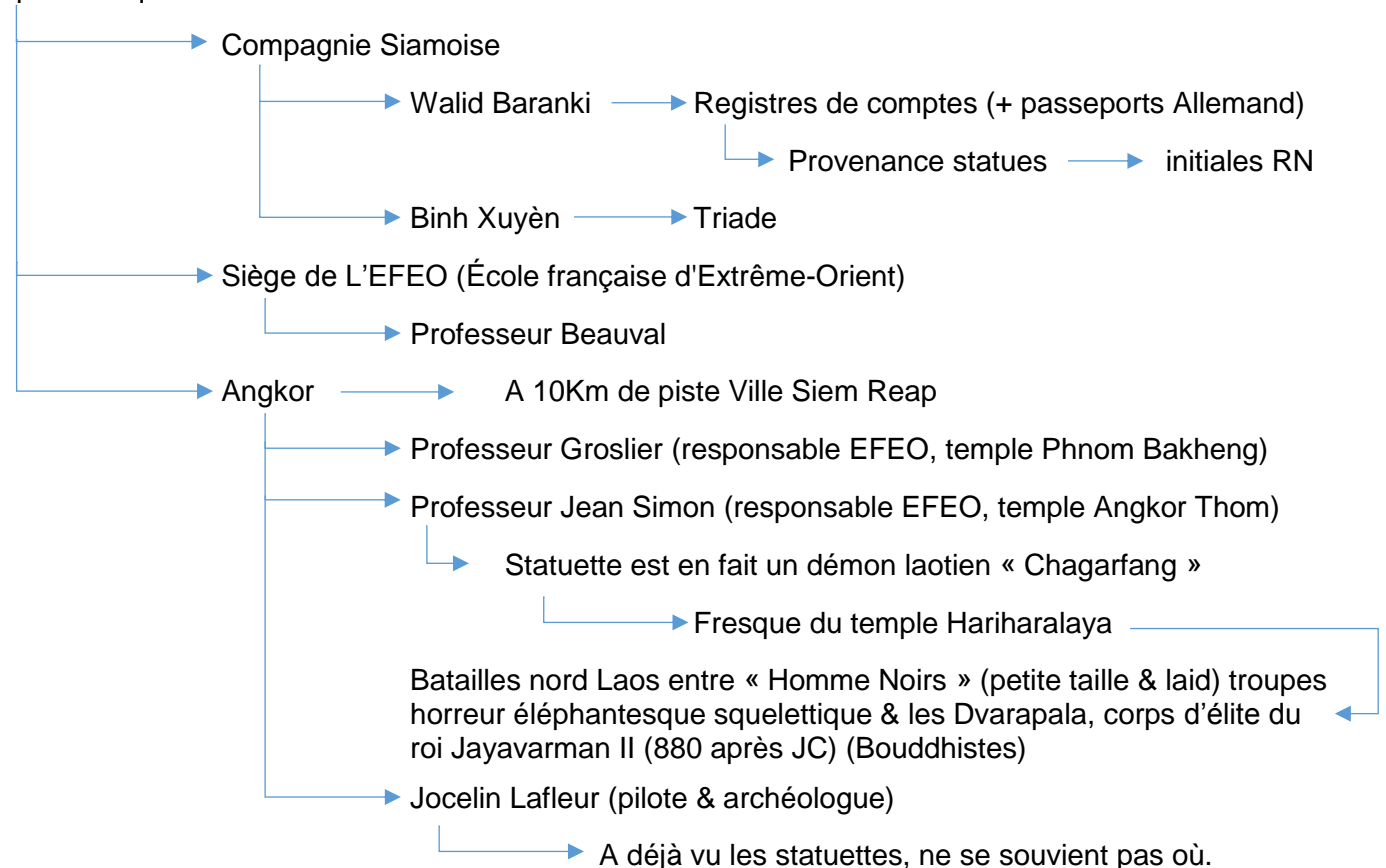 Compagnie Siamoise
Walid Baranki Registres de comptes (+ passeports Allemand)
Provenance statues initiales RN
Binh Xuyèn Triade
Siège de L'EFEO (École française d'Extrême-Orient)
Professeur Beauval
Angkor A 10Km de piste Ville Siem Reap
Professeur Groslier (responsable EFEO, temple Phnom Bakheng)
Professeur Jean Simon (responsable EFEO, temple Angkor Thom)
Statuette est en fait un démon laotien « Chagarfang »
Fresque du temple Hariharalaya
Batailles nord Laos entre « Homme Noirs » (petite taille & laid) troupes
horreur éléphantesque squelettique & les Dvarapala, corps d'élite du
roi Jayavarman II (880 après JC) (Bouddhistes)
Jocelin Lafleur (pilote & archéologue)
A déjà vu les statuettes, ne se souvient pas où.